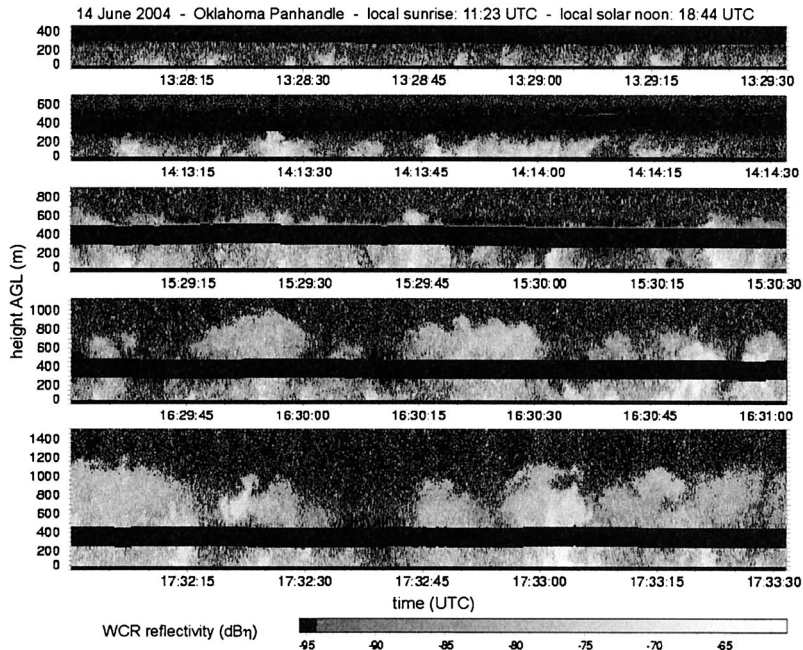 14 June 2004 - Oklahoma Panhandle - local sunrise: 11:23 UTC - local solar noon: 18:44 UTC
400
200
0
13:28:15 13:28:30 13:28:45 13:29:00 13:29:15 13:29:30
600
400
200
0
14:13:15 14:13:30 14:13:45 14:14:00 14:14:15 14:14:30
800
600
400
200
0
15:29:15 15:29:30 15:29:45 15:30:00 15:30:15 15:30:30
height AGL (m)
1000
800
600
400
200
0
16:29:45 16:30:00 16:30:15 16:30:30 16:30:45 16:31:00
1400
1200
1000
800
600
400
200
0
17:32:15 17:32:30 17:32:45 17:33:00 17:33:15 17:33:30
time (UTC)
WCR reflectivity (dBη)
-95 -90 -85 -80 -75 -70 -65